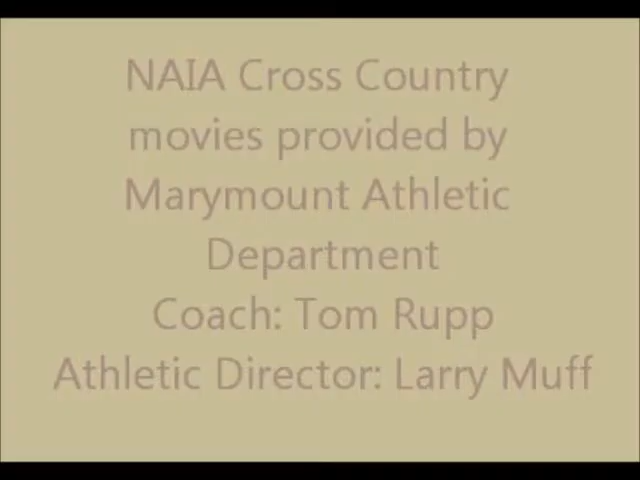 NAIA Cross Country
movies provided by
Marymount Athletic
Department
Coach: Tom Rupp
Athletic Director: Larry Muff